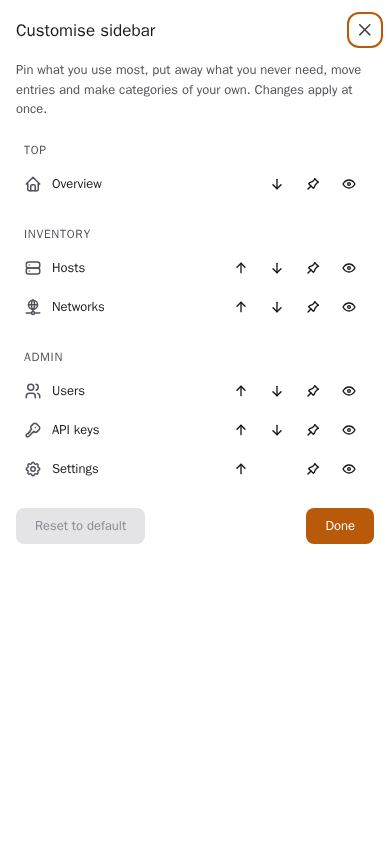 Customise sidebar
Pin what you use most, put away what you never need, move
entries and make categories of your own. Changes apply at
once.
TOP
Overview
INVENTORY
Hosts
Networks
ADMIN
Users
API keys
Settings
Reset to default
Done